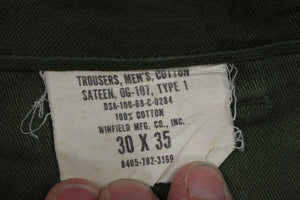 TROUSERS, MEN'S, COTTON
SATEEN, OG-107, TYPE 1
DSA-100-68-C-0284
100% COTTON
WINFIELD MFG. CO., INC.
30 X 35
8405-782-3169